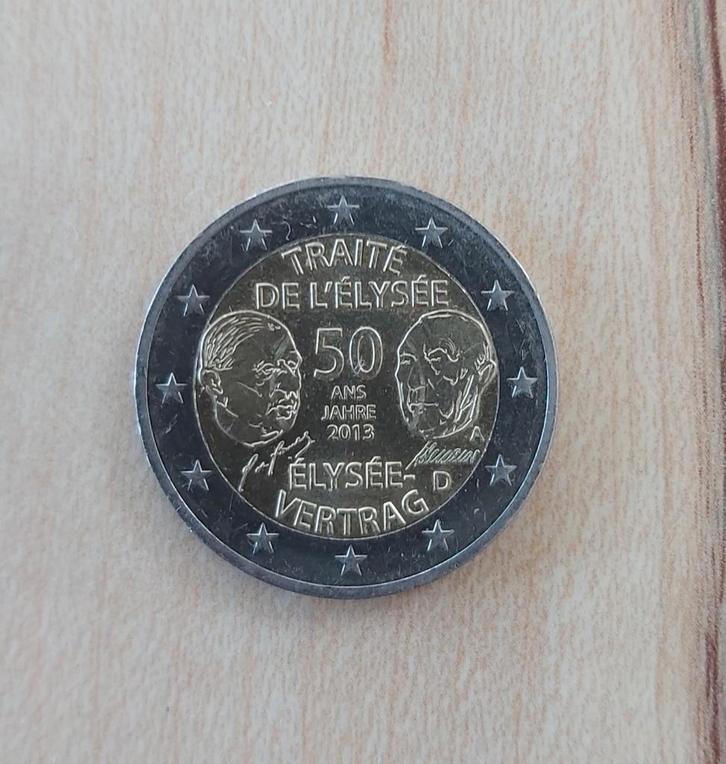 TRAITÉ
DE L'ÉLYSÉE
50
ANS
JAHRE
2013
A
ÉLYSÉE-
VERTRAG
D